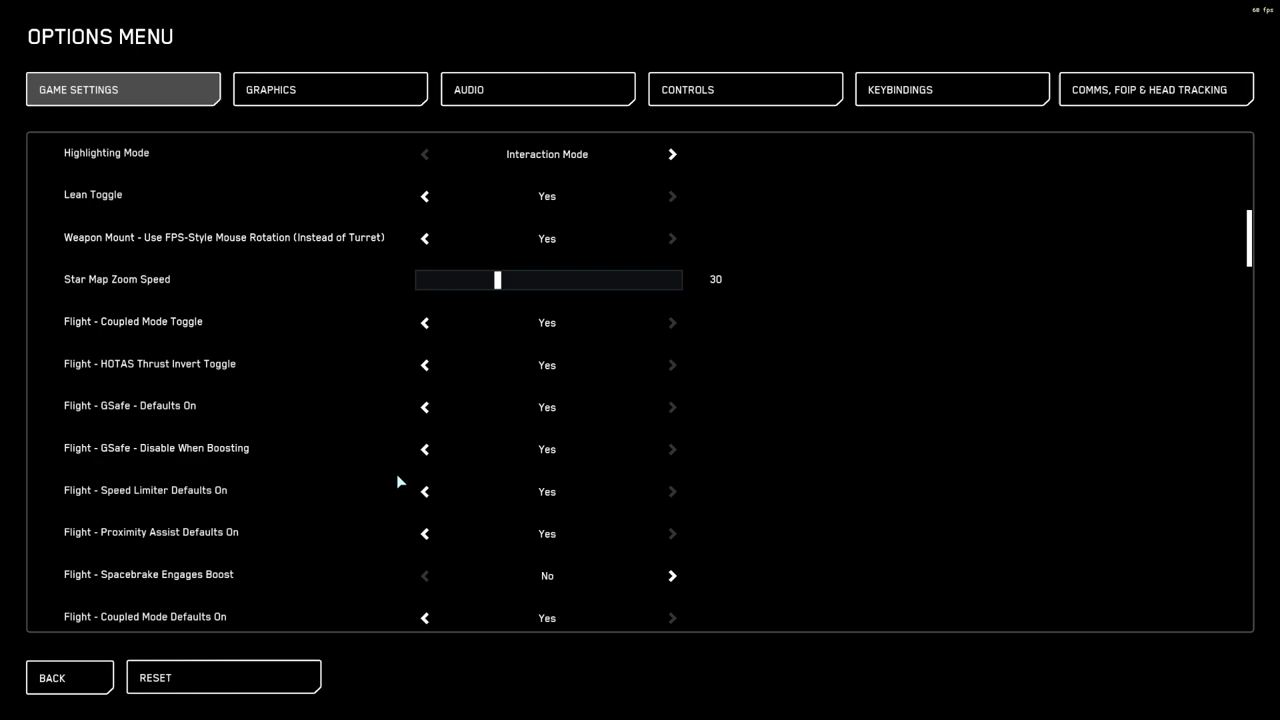 60 fps
OPTIONS MENU
GAME SETTINGS GRAPHICS AUDIO CONTROLS KEYBINDINGS COMMS, FOIP & HEAD TRACKING
Highlighting Mode Interaction Mode
Lean Toggle Yes
Weapon Mount - Use FPS-Style Mouse Rotation (Instead of Turret) Yes
Star Map Zoom Speed 30
Flight - Coupled Mode Toggle Yes
Flight - HOTAS Thrust Invert Toggle Yes
Flight - GSafe - Defaults On Yes
Flight - GSafe - Disable When Boosting Yes
Flight - Speed Limiter Defaults On Yes
Flight - Proximity Assist Defaults On Yes
Flight - Spacebrake Engages Boost No
Flight - Coupled Mode Defaults On Yes
BACK RESET